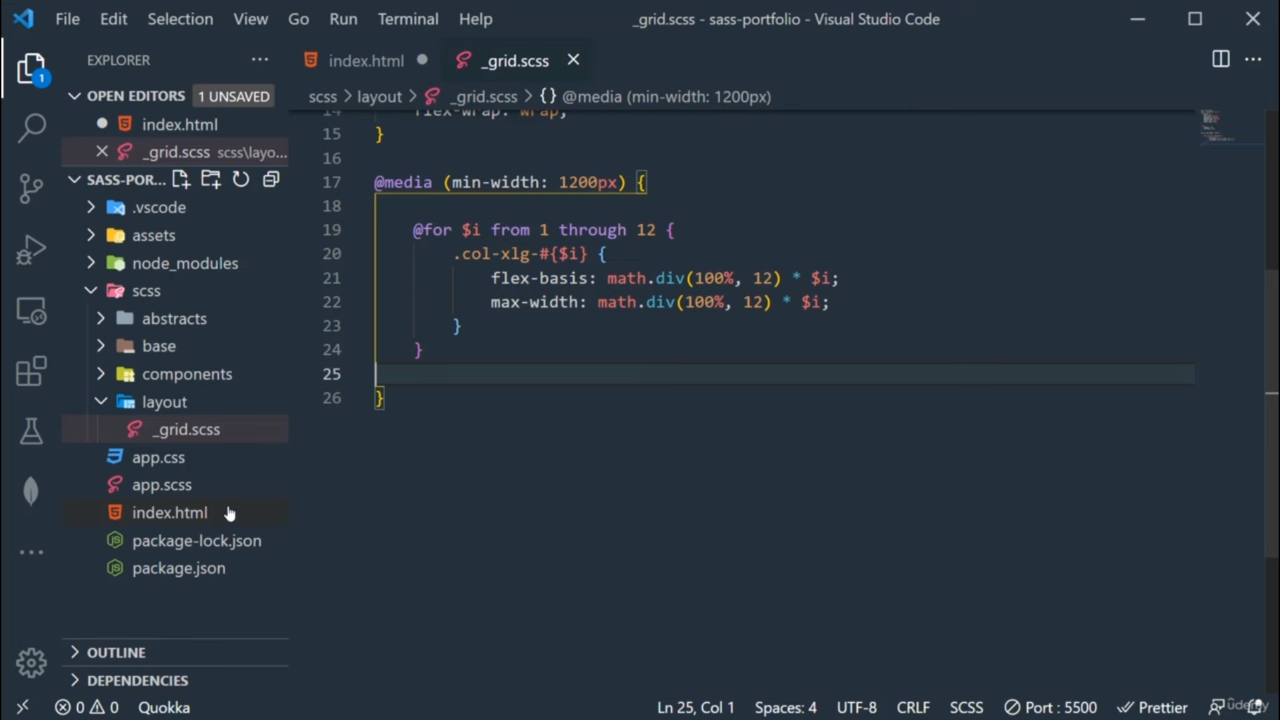 File Edit Selection View Go Run Terminal Help _grid.scss - sass-portfolio - Visual Studio Code
EXPLORER
index.html
_grid.scss
OPEN EDITORS 1 UNSAVED
scss > layout > _grid.scss > {} @media (min-width: 1200px)
index.html
_grid.scss scss\layo...
SASS-POR...
.vscode
assets
node_modules
scss
abstracts
base
components
layout
_grid.scss
app.css
app.scss
index.html
package-lock.json
package.json
OUTLINE
DEPENDENCIES
1
14 flex-wrap: wrap;
15 }
16
17 @media (min-width: 1200px) {
18
19 @for $i from 1 through 12 {
20 .col-xlg-#{$i} {
21 flex-basis: math.div(100%, 12) * $i;
22 max-width: math.div(100%, 12) * $i;
23 }
24 }
25
26 }
0 0 Quokka Ln 25, Col 1 Spaces: 4 UTF-8 CRLF SCSS Port : 5500 Prettier
udemy